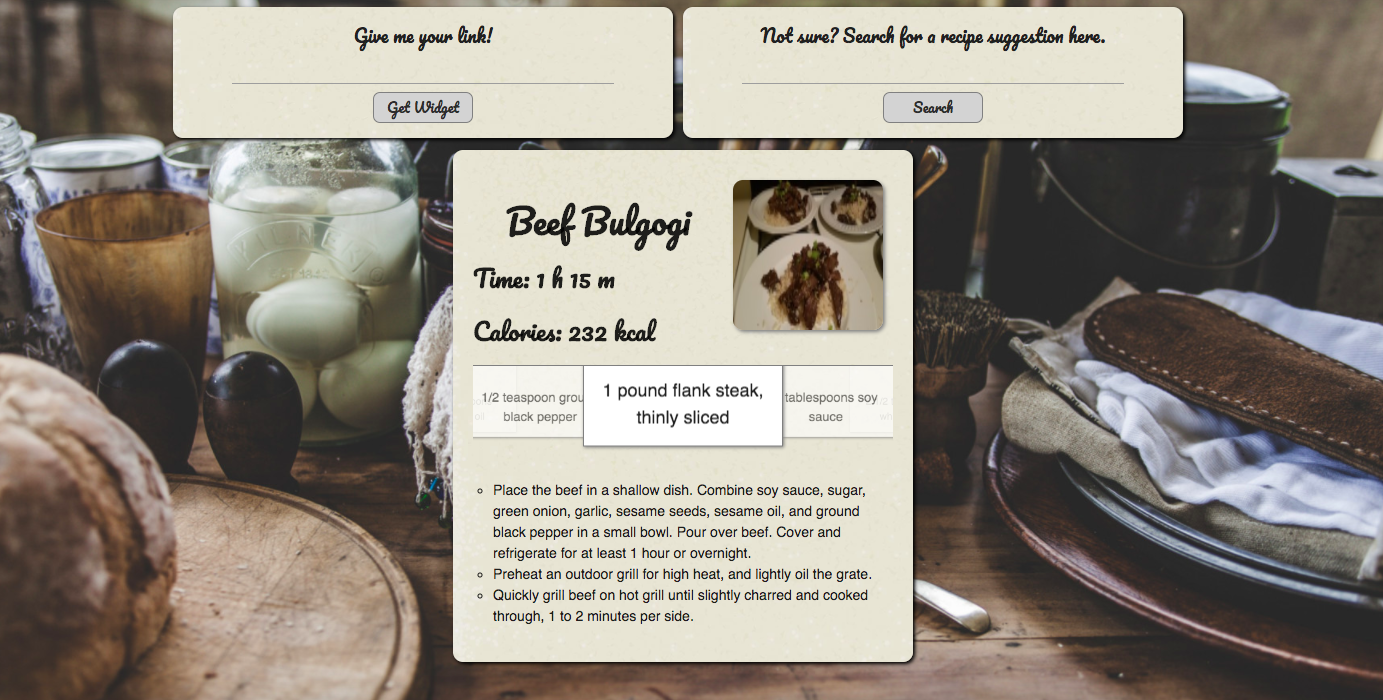 Give me your link!
Get Widget
Not sure? Search for a recipe suggestion here.
Search
Beef Bulgogi
Time: 1 h 15 m
Calories: 232 kcal
1/2 teaspoon grou
black pepper
1 pound flank steak,
thinly sliced
tablespoons soy
sauce
Place the beef in a shallow dish. Combine soy sauce, sugar,
green onion, garlic, sesame seeds, sesame oil, and ground
black pepper in a small bowl. Pour over beef. Cover and
refrigerate for at least 1 hour or overnight.
Preheat an outdoor grill for high heat, and lightly oil the grate.
Quickly grill beef on hot grill until slightly charred and cooked
through, 1 to 2 minutes per side.